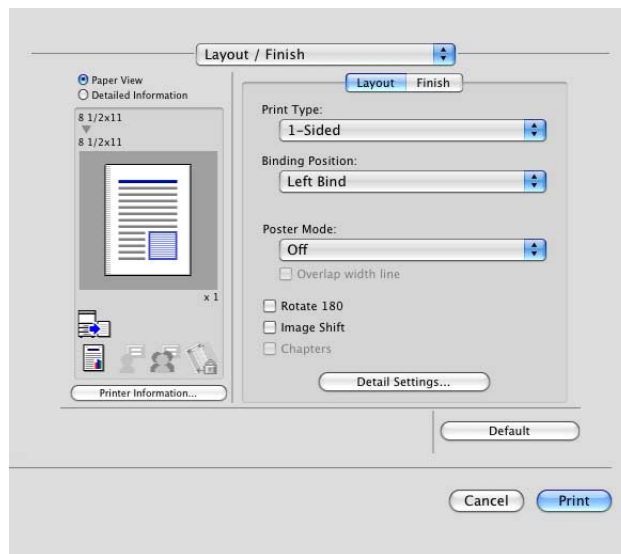 Layout / Finish
Paper View
Detailed Information
8 1/2x11
8 1/2x11
x 1
Printer Information...
Layout Finish
Print Type:
1-Sided
Binding Position:
Left Bind
Poster Mode:
Off
Overlap width line
Rotate 180
Image Shift
Chapters
Detail Settings...
Default
Cancel Print